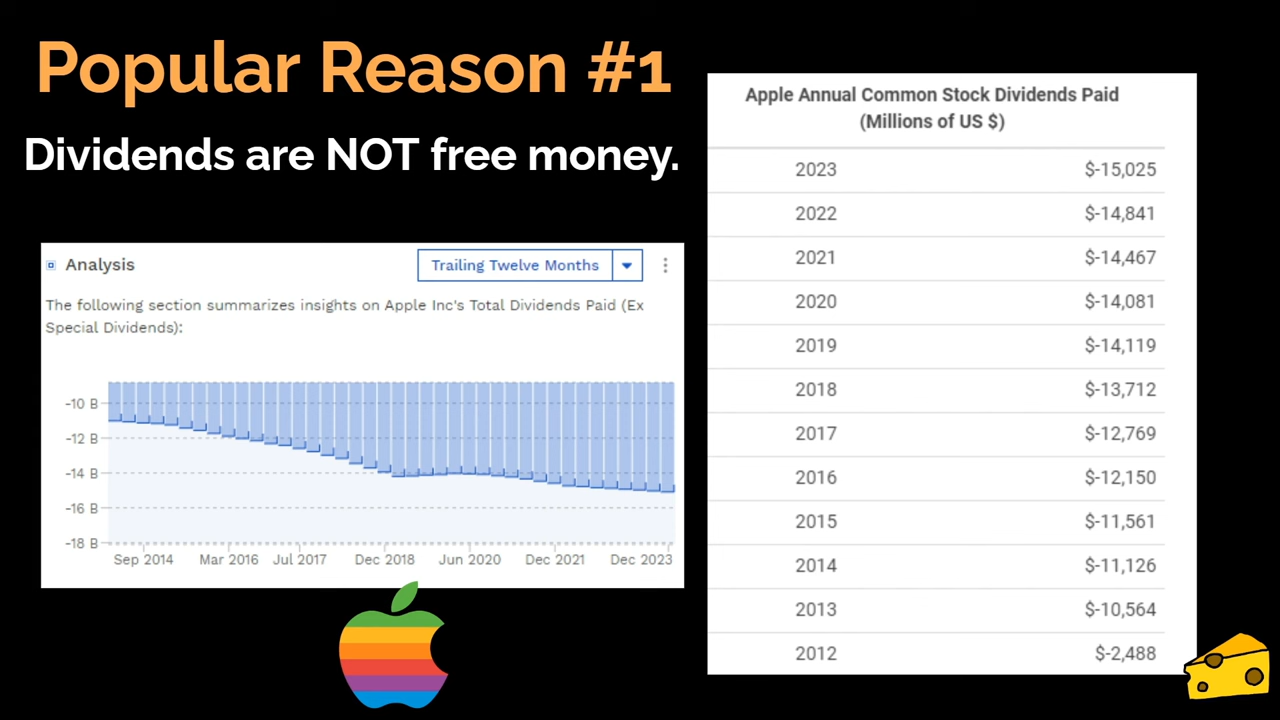 Popular Reason #1
Dividends are NOT free money.
Analysis
Trailing Twelve Months
The following section summarizes insights on Apple Inc's Total Dividends Paid (Ex
Special Dividends):
-10 B
-12 B
-14 B
-16 B
-18 B
Sep 2014 Mar 2016 Jul 2017 Dec 2018 Jun 2020 Dec 2021 Dec 2023
Apple Annual Common Stock Dividends Paid
(Millions of US $)
2023 $-15,025
2022 $-14,841
2021 $-14,467
2020 $-14,081
2019 $-14,119
2018 $-13,712
2017 $-12,769
2016 $-12,150
2015 $-11,561
2014 $-11,126
2013 $-10,564
2012 $-2,488